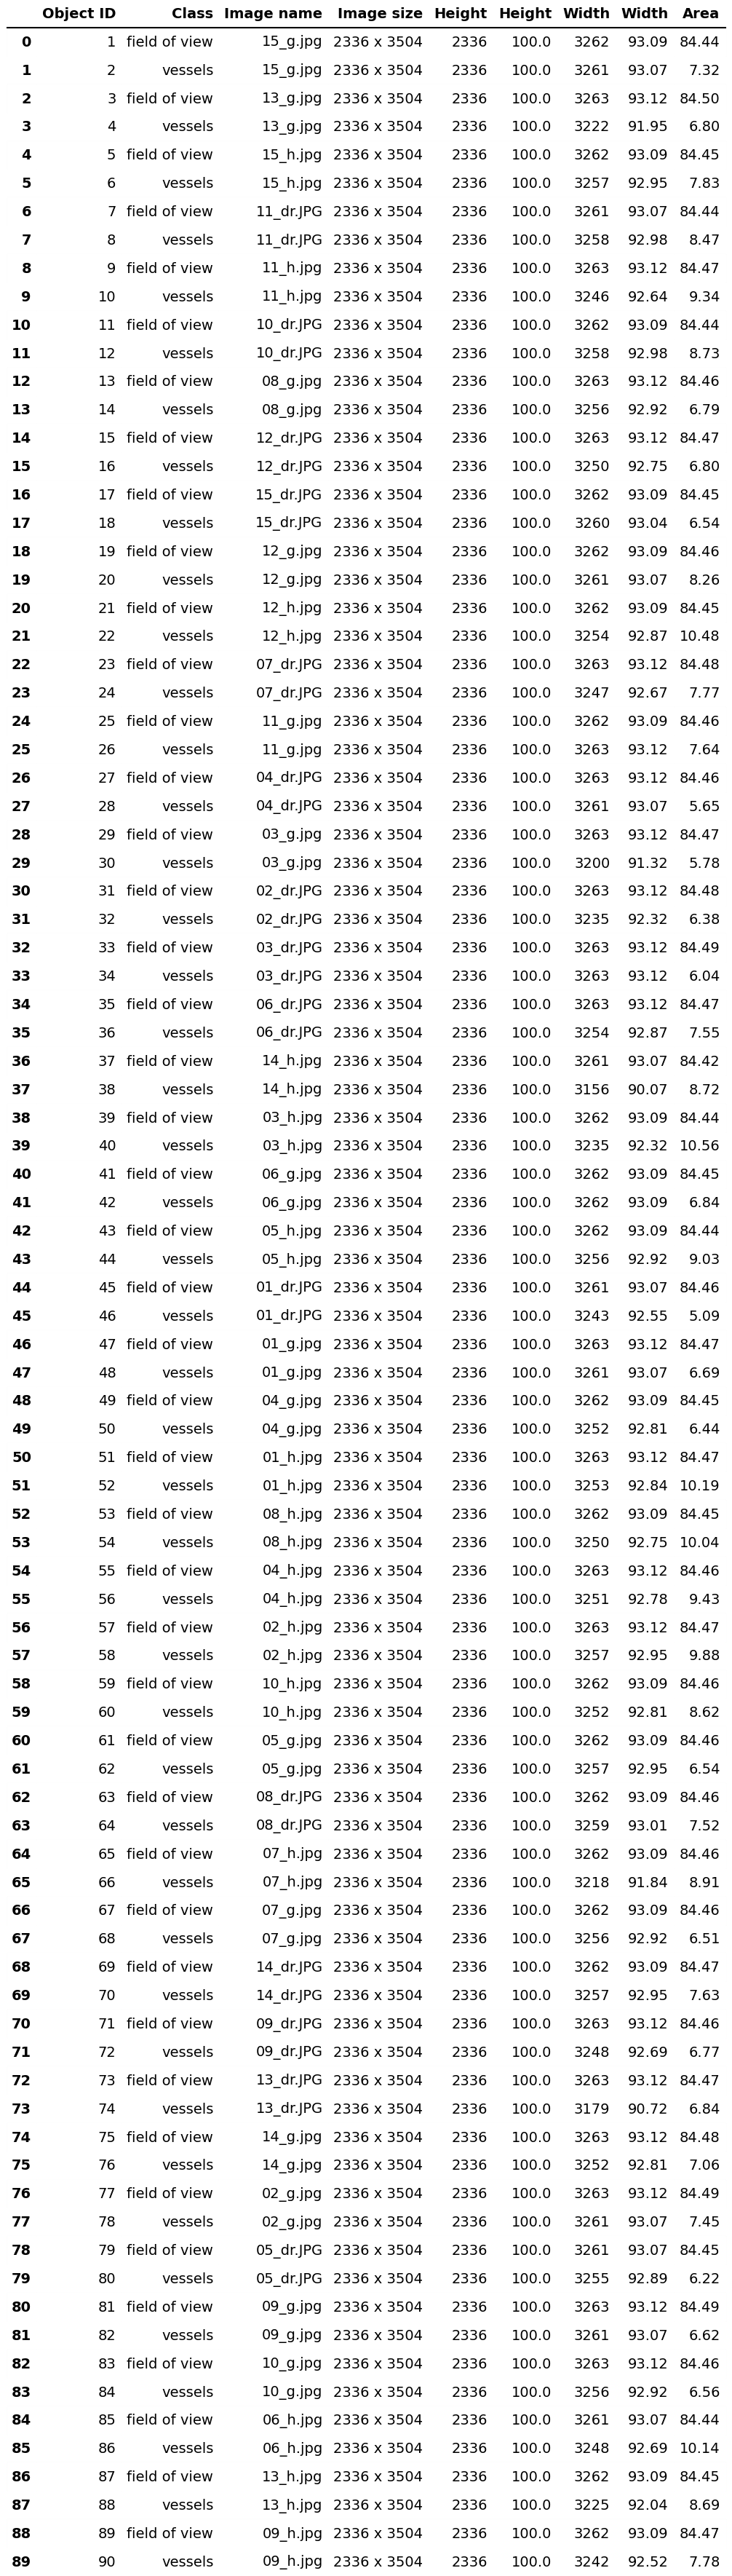 Object ID Class Image name Image size Height Height Width Width Area
0 1 field of view 15_g.jpg 2336 x 3504 2336 100.0 3262 93.09 84.44
1 2 vessels 15_g.jpg 2336 x 3504 2336 100.0 3261 93.07 7.32
2 3 field of view 13_g.jpg 2336 x 3504 2336 100.0 3263 93.12 84.50
3 4 vessels 13_g.jpg 2336 x 3504 2336 100.0 3222 91.95 6.80
4 5 field of view 15_h.jpg 2336 x 3504 2336 100.0 3262 93.09 84.45
5 6 vessels 15_h.jpg 2336 x 3504 2336 100.0 3257 92.95 7.83
6 7 field of view 11_dr.JPG 2336 x 3504 2336 100.0 3261 93.07 84.44
7 8 vessels 11_dr.JPG 2336 x 3504 2336 100.0 3258 92.98 8.47
8 9 field of view 11_h.jpg 2336 x 3504 2336 100.0 3263 93.12 84.47
9 10 vessels 11_h.jpg 2336 x 3504 2336 100.0 3246 92.64 9.34
10 11 field of view 10_dr.JPG 2336 x 3504 2336 100.0 3262 93.09 84.44
11 12 vessels 10_dr.JPG 2336 x 3504 2336 100.0 3258 92.98 8.73
12 13 field of view 08_g.jpg 2336 x 3504 2336 100.0 3263 93.12 84.46
13 14 vessels 08_g.jpg 2336 x 3504 2336 100.0 3256 92.92 6.79
14 15 field of view 12_dr.JPG 2336 x 3504 2336 100.0 3263 93.12 84.47
15 16 vessels 12_dr.JPG 2336 x 3504 2336 100.0 3250 92.75 6.80
16 17 field of view 15_dr.JPG 2336 x 3504 2336 100.0 3262 93.09 84.45
17 18 vessels 15_dr.JPG 2336 x 3504 2336 100.0 3260 93.04 6.54
18 19 field of view 12_g.jpg 2336 x 3504 2336 100.0 3262 93.09 84.46
19 20 vessels 12_g.jpg 2336 x 3504 2336 100.0 3261 93.07 8.26
20 21 field of view 12_h.jpg 2336 x 3504 2336 100.0 3262 93.09 84.45
21 22 vessels 12_h.jpg 2336 x 3504 2336 100.0 3254 92.87 10.48
22 23 field of view 07_dr.JPG 2336 x 3504 2336 100.0 3263 93.12 84.48
23 24 vessels 07_dr.JPG 2336 x 3504 2336 100.0 3247 92.67 7.77
24 25 field of view 11_g.jpg 2336 x 3504 2336 100.0 3262 93.09 84.46
25 26 vessels 11_g.jpg 2336 x 3504 2336 100.0 3263 93.12 7.64
26 27 field of view 04_dr.JPG 2336 x 3504 2336 100.0 3263 93.12 84.46
27 28 vessels 04_dr.JPG 2336 x 3504 2336 100.0 3261 93.07 5.65
28 29 field of view 03_g.jpg 2336 x 3504 2336 100.0 3263 93.12 84.47
29 30 vessels 03_g.jpg 2336 x 3504 2336 100.0 3200 91.32 5.78
30 31 field of view 02_dr.JPG 2336 x 3504 2336 100.0 3263 93.12 84.48
31 32 vessels 02_dr.JPG 2336 x 3504 2336 100.0 3235 92.32 6.38
32 33 field of view 03_dr.JPG 2336 x 3504 2336 100.0 3263 93.12 84.49
33 34 vessels 03_dr.JPG 2336 x 3504 2336 100.0 3263 93.12 6.04
34 35 field of view 06_dr.JPG 2336 x 3504 2336 100.0 3263 93.12 84.47
35 36 vessels 06_dr.JPG 2336 x 3504 2336 100.0 3254 92.87 7.55
36 37 field of view 14_h.jpg 2336 x 3504 2336 100.0 3261 93.07 84.42
37 38 vessels 14_h.jpg 2336 x 3504 2336 100.0 3156 90.07 8.72
38 39 field of view 03_h.jpg 2336 x 3504 2336 100.0 3262 93.09 84.44
39 40 vessels 03_h.jpg 2336 x 3504 2336 100.0 3235 92.32 10.56
40 41 field of view 06_g.jpg 2336 x 3504 2336 100.0 3262 93.09 84.45
41 42 vessels 06_g.jpg 2336 x 3504 2336 100.0 3262 93.09 6.84
42 43 field of view 05_h.jpg 2336 x 3504 2336 100.0 3262 93.09 84.44
43 44 vessels 05_h.jpg 2336 x 3504 2336 100.0 3256 92.92 9.03
44 45 field of view 01_dr.JPG 2336 x 3504 2336 100.0 3261 93.07 84.46
45 46 vessels 01_dr.JPG 2336 x 3504 2336 100.0 3243 92.55 5.09
46 47 field of view 01_g.jpg 2336 x 3504 2336 100.0 3263 93.12 84.47
47 48 vessels 01_g.jpg 2336 x 3504 2336 100.0 3261 93.07 6.69
48 49 field of view 04_g.jpg 2336 x 3504 2336 100.0 3262 93.09 84.45
49 50 vessels 04_g.jpg 2336 x 3504 2336 100.0 3252 92.81 6.44
50 51 field of view 01_h.jpg 2336 x 3504 2336 100.0 3263 93.12 84.47
51 52 vessels 01_h.jpg 2336 x 3504 2336 100.0 3253 92.84 10.19
52 53 field of view 08_h.jpg 2336 x 3504 2336 100.0 3262 93.09 84.45
53 54 vessels 08_h.jpg 2336 x 3504 2336 100.0 3250 92.75 10.04
54 55 field of view 04_h.jpg 2336 x 3504 2336 100.0 3263 93.12 84.46
55 56 vessels 04_h.jpg 2336 x 3504 2336 100.0 3251 92.78 9.43
56 57 field of view 02_h.jpg 2336 x 3504 2336 100.0 3263 93.12 84.47
57 58 vessels 02_h.jpg 2336 x 3504 2336 100.0 3257 92.95 9.88
58 59 field of view 10_h.jpg 2336 x 3504 2336 100.0 3262 93.09 84.46
59 60 vessels 10_h.jpg 2336 x 3504 2336 100.0 3252 92.81 8.62
60 61 field of view 05_g.jpg 2336 x 3504 2336 100.0 3262 93.09 84.46
61 62 vessels 05_g.jpg 2336 x 3504 2336 100.0 3257 92.95 6.54
62 63 field of view 08_dr.JPG 2336 x 3504 2336 100.0 3262 93.09 84.46
63 64 vessels 08_dr.JPG 2336 x 3504 2336 100.0 3259 93.01 7.52
64 65 field of view 07_h.jpg 2336 x 3504 2336 100.0 3262 93.09 84.46
65 66 vessels 07_h.jpg 2336 x 3504 2336 100.0 3218 91.84 8.91
66 67 field of view 07_g.jpg 2336 x 3504 2336 100.0 3262 93.09 84.46
67 68 vessels 07_g.jpg 2336 x 3504 2336 100.0 3256 92.92 6.51
68 69 field of view 14_dr.JPG 2336 x 3504 2336 100.0 3262 93.09 84.47
69 70 vessels 14_dr.JPG 2336 x 3504 2336 100.0 3257 92.95 7.63
70 71 field of view 09_dr.JPG 2336 x 3504 2336 100.0 3263 93.12 84.46
71 72 vessels 09_dr.JPG 2336 x 3504 2336 100.0 3248 92.69 6.77
72 73 field of view 13_dr.JPG 2336 x 3504 2336 100.0 3263 93.12 84.47
73 74 vessels 13_dr.JPG 2336 x 3504 2336 100.0 3179 90.72 6.84
74 75 field of view 14_g.jpg 2336 x 3504 2336 100.0 3263 93.12 84.48
75 76 vessels 14_g.jpg 2336 x 3504 2336 100.0 3252 92.81 7.06
76 77 field of view 02_g.jpg 2336 x 3504 2336 100.0 3263 93.12 84.49
77 78 vessels 02_g.jpg 2336 x 3504 2336 100.0 3261 93.07 7.45
78 79 field of view 05_dr.JPG 2336 x 3504 2336 100.0 3261 93.07 84.45
79 80 vessels 05_dr.JPG 2336 x 3504 2336 100.0 3255 92.89 6.22
80 81 field of view 09_g.jpg 2336 x 3504 2336 100.0 3263 93.12 84.49
81 82 vessels 09_g.jpg 2336 x 3504 2336 100.0 3261 93.07 6.62
82 83 field of view 10_g.jpg 2336 x 3504 2336 100.0 3263 93.12 84.46
83 84 vessels 10_g.jpg 2336 x 3504 2336 100.0 3256 92.92 6.56
84 85 field of view 06_h.jpg 2336 x 3504 2336 100.0 3261 93.07 84.44
85 86 vessels 06_h.jpg 2336 x 3504 2336 100.0 3248 92.69 10.14
86 87 field of view 13_h.jpg 2336 x 3504 2336 100.0 3262 93.09 84.45
87 88 vessels 13_h.jpg 2336 x 3504 2336 100.0 3225 92.04 8.69
88 89 field of view 09_h.jpg 2336 x 3504 2336 100.0 3262 93.09 84.47
89 90 vessels 09_h.jpg 2336 x 3504 2336 100.0 3242 92.52 7.78